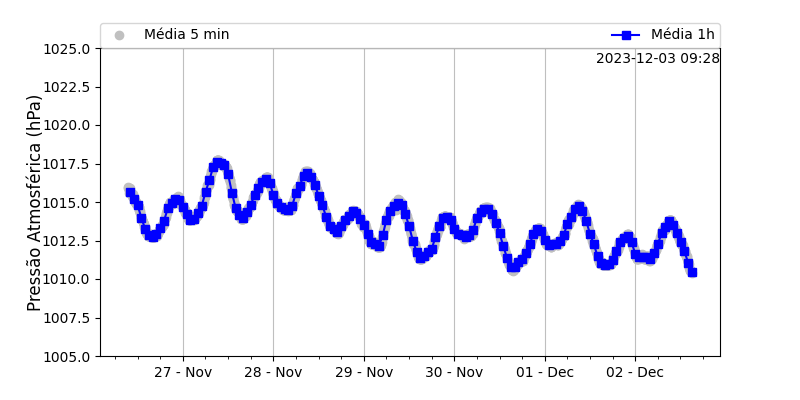 Média 5 min
Média 1h
2023-12-03 09:28
Pressão Atmosférica (hPa)
1025.0
1022.5
1020.0
1017.5
1015.0
1012.5
1010.0
1007.5
1005.0
27 - Nov
28 - Nov
29 - Nov
30 - Nov
01 - Dec
02 - Dec